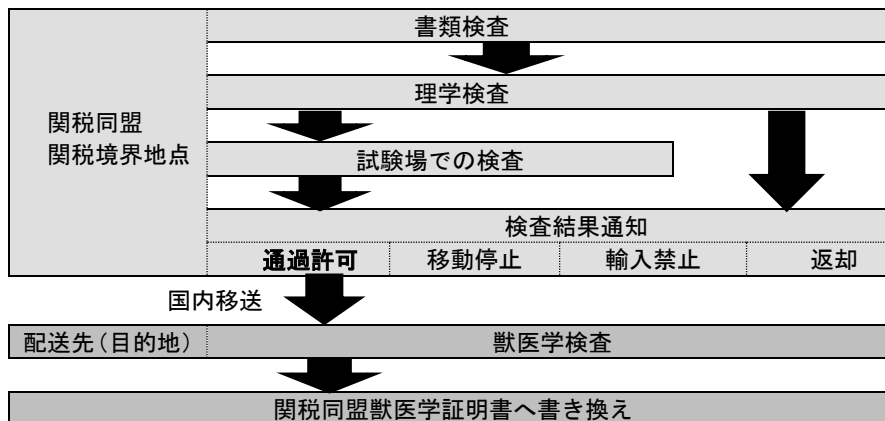 書類検査
理学検査
関税同盟
関税境界地点
試験場での検査
検査結果通知
通過許可 移動停止 輸入禁止 返却
国内移送
配送先(目的地) 獣医学検査
関税同盟獣医学証明書へ書き換え